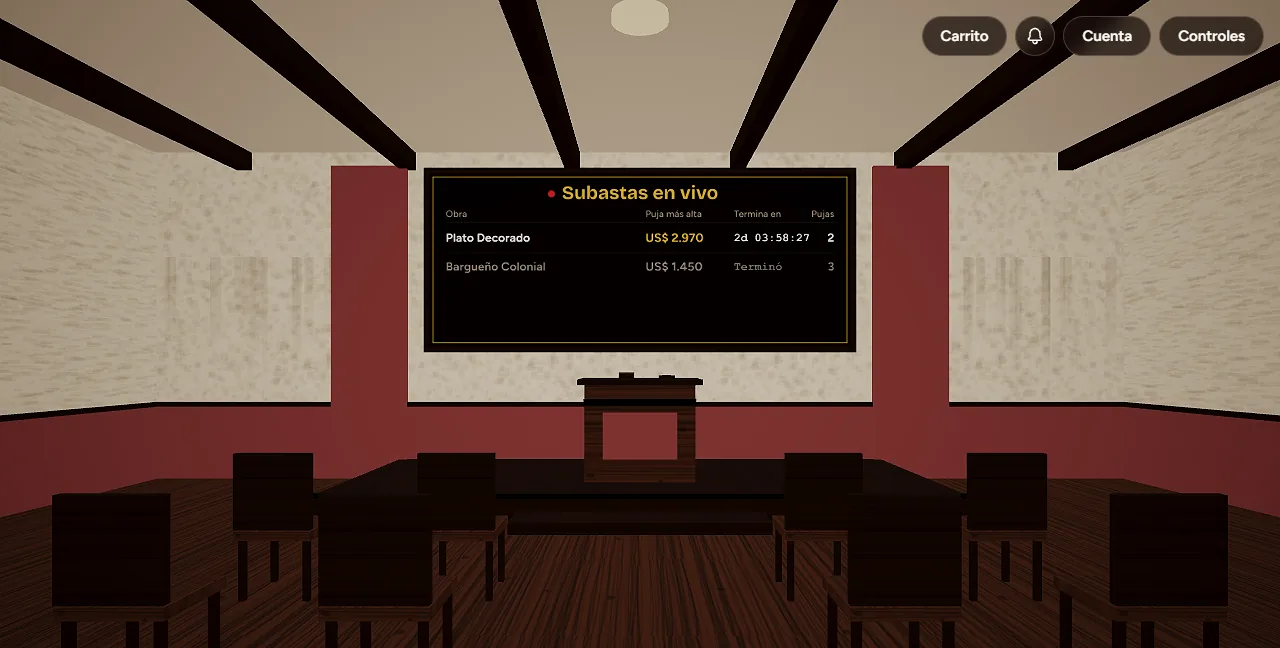 Carrito
Cuenta
Controles
Subastas en vivo
Obra Puja más alta Termina en Pujas
Plato Decorado US$ 2.970 2d 03:58:27 2
Bargueño Colonial US$ 1.450 Terminó 3